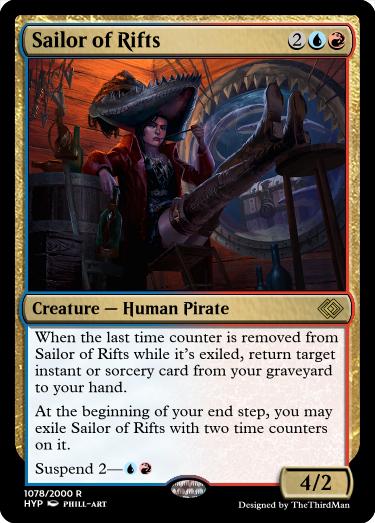 Sailor of Rifts 2
Creature — Human Pirate
When the last time counter is removed from
Sailor of Rifts while it's exiled, return target
instant or sorcery card from your graveyard
to your hand.
At the beginning of your end step, you may
exile Sailor of Rifts with two time counters
on it.
Suspend 2—
4/2
1078/2000 R
HYP PHILL-ART
Designed by TheThirdMan